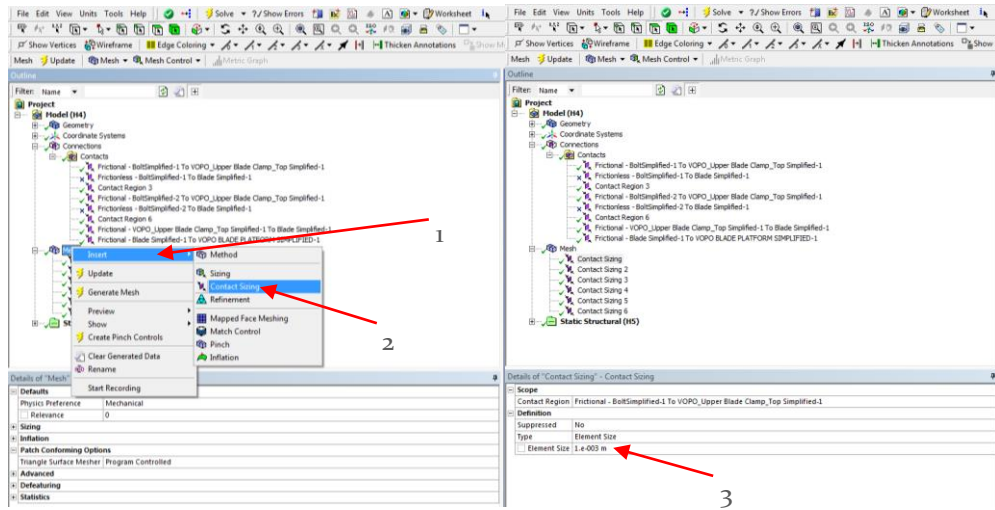 File Edit View Units Tools Help Solve ?/ Show Errors A Worksheet i
Show Vertices Wireframe Edge Coloring Thicken Annotations Show M
Mesh Update Mesh Mesh Control Metric Graph
Outline
Filter: Name
Project
Model (H4)
Geometry
Coordinate Systems
Connections
Contacts
Frictional - BoltSimplified-1 To VOPO_Upper Blade Clamp_Top Simplified-1
Frictionless - BoltSimplified-1 To Blade Simplified-1
Contact Region 3
Frictional - BoltSimplified-2 To VOPO_Upper Blade Clamp_Top Simplified-1
Frictionless - BoltSimplified-2 To Blade Simplified-1
Contact Region 6
Frictional - VOPO_Upper Blade Clamp_Top Simplified-1 To Blade Simplified-1
Frictional - Blade Simplified-1 To VOPO BLADE PLATFORM SIMPLIFIED-1
Insert
Update
Generate Mesh
Preview
Show
Create Pinch Controls
Clear Generated Data
Rename
Start Recording
Method
Sizing
Contact Sizing
Refinement
Mapped Face Meshing
Match Control
Pinch
Inflation
1
2
Details of "Mesh"
Defaults
Physics Preference Mechanical
Relevance 0
Sizing
Inflation
Patch Conforming Options
Triangle Surface Mesher Program Controlled
Advanced
Defeaturing
Statistics
File Edit View Units Tools Help Solve ?/ Show Errors A Worksheet i
Show Vertices Wireframe Edge Coloring Thicken Annotations Show
Mesh Update Mesh Mesh Control Metric Graph
Outline
Filter: Name
Project
Model (H4)
Geometry
Coordinate Systems
Connections
Contacts
Frictional - BoltSimplified-1 To VOPO_Upper Blade Clamp_Top Simplified-1
Frictionless - BoltSimplified-1 To Blade Simplified-1
Contact Region 3
Frictional - BoltSimplified-2 To VOPO_Upper Blade Clamp_Top Simplified-1
Frictionless - BoltSimplified-2 To Blade Simplified-1
Contact Region 6
Frictional - VOPO_Upper Blade Clamp_Top Simplified-1 To Blade Simplified-1
Frictional - Blade Simplified-1 To VOPO BLADE PLATFORM SIMPLIFIED-1
Mesh
Contact Sizing
Contact Sizing 2
Contact Sizing 3
Contact Sizing 4
Contact Sizing 5
Contact Sizing 6
Static Structural (H5)
Details of "Contact Sizing" - Contact Sizing
Scope
Contact Region Frictional - BoltSimplified-1 To VOPO_Upper Blade Clamp_Top Simplified-1
Definition
Suppressed No
Type Element Size
Element Size 1.e-003 m
3